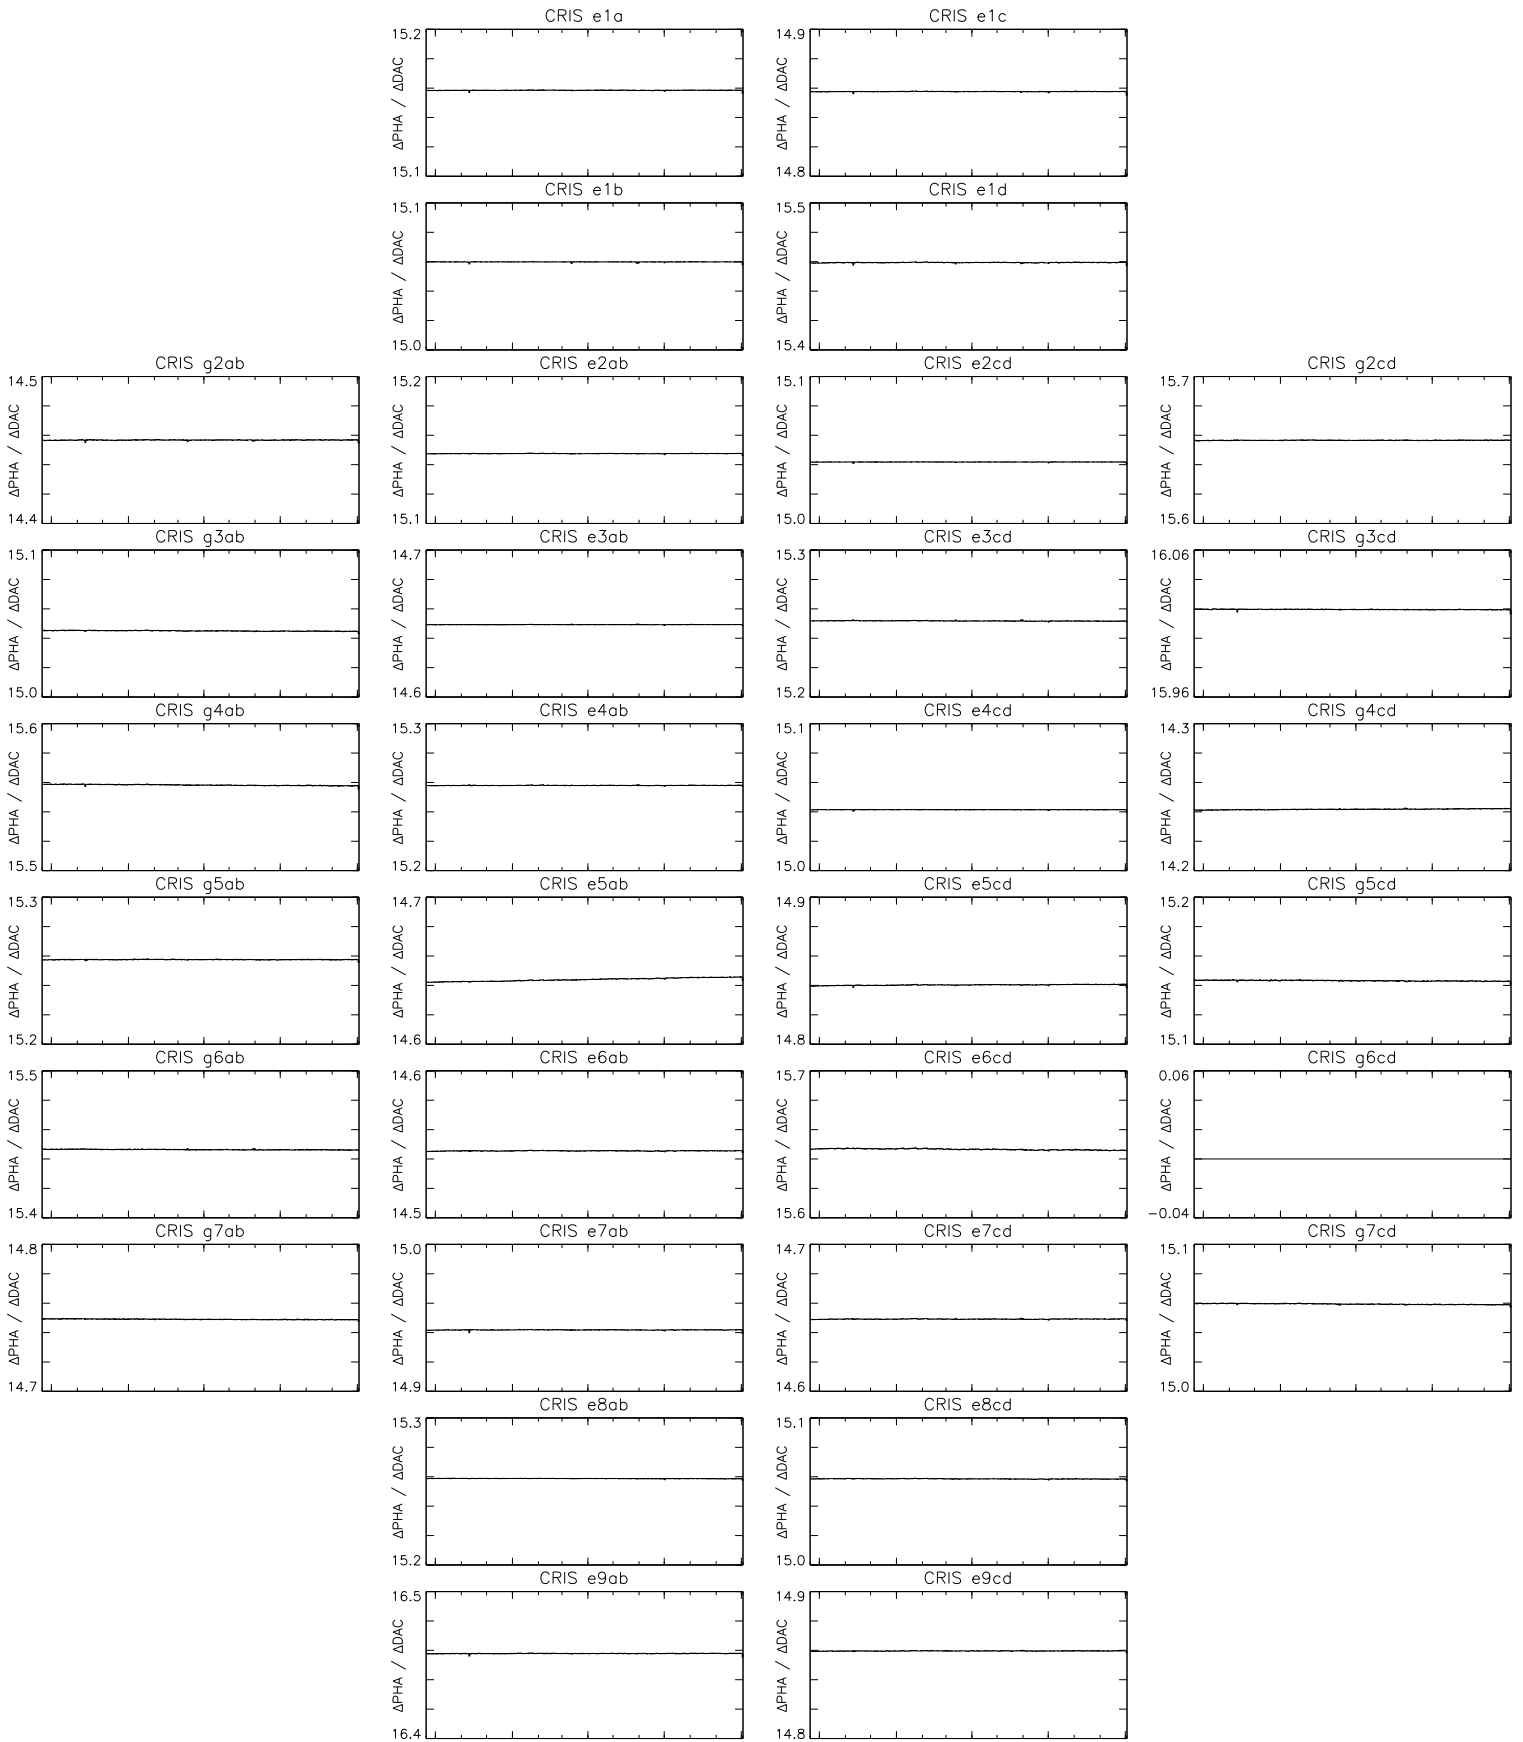 CRIS e1a
15.2
ΔPHA / ΔDAC
15.1
CRIS e1c
14.9
ΔPHA / ΔDAC
14.8
CRIS e1b
15.1
ΔPHA / ΔDAC
15.0
CRIS e1d
15.5
ΔPHA / ΔDAC
15.4
CRIS g2ab
14.5
ΔPHA / ΔDAC
14.4
CRIS e2ab
15.2
ΔPHA / ΔDAC
15.1
CRIS e2cd
15.1
ΔPHA / ΔDAC
15.0
CRIS g2cd
15.7
ΔPHA / ΔDAC
15.6
CRIS g3ab
15.1
ΔPHA / ΔDAC
15.0
CRIS e3ab
14.7
ΔPHA / ΔDAC
14.6
CRIS e3cd
15.3
ΔPHA / ΔDAC
15.2
CRIS g3cd
16.06
ΔPHA / ΔDAC
15.96
CRIS g4ab
15.6
ΔPHA / ΔDAC
15.5
CRIS e4ab
15.3
ΔPHA / ΔDAC
15.2
CRIS e4cd
15.1
ΔPHA / ΔDAC
15.0
CRIS g4cd
14.3
ΔPHA / ΔDAC
14.2
CRIS g5ab
15.3
ΔPHA / ΔDAC
15.2
CRIS e5ab
14.7
ΔPHA / ΔDAC
14.6
CRIS e5cd
14.9
ΔPHA / ΔDAC
14.8
CRIS g5cd
15.2
ΔPHA / ΔDAC
15.1
CRIS g6ab
15.5
ΔPHA / ΔDAC
15.4
CRIS e6ab
14.6
ΔPHA / ΔDAC
14.5
CRIS e6cd
15.7
ΔPHA / ΔDAC
15.6
CRIS g6cd
0.06
ΔPHA / ΔDAC
−0.04
CRIS g7ab
14.8
ΔPHA / ΔDAC
14.7
CRIS e7ab
15.0
ΔPHA / ΔDAC
14.9
CRIS e7cd
14.7
ΔPHA / ΔDAC
14.6
CRIS g7cd
15.1
ΔPHA / ΔDAC
15.0
CRIS e8ab
15.3
ΔPHA / ΔDAC
15.2
CRIS e8cd
15.1
ΔPHA / ΔDAC
15.0
CRIS e9ab
16.5
ΔPHA / ΔDAC
16.4
CRIS e9cd
14.9
ΔPHA / ΔDAC
14.8